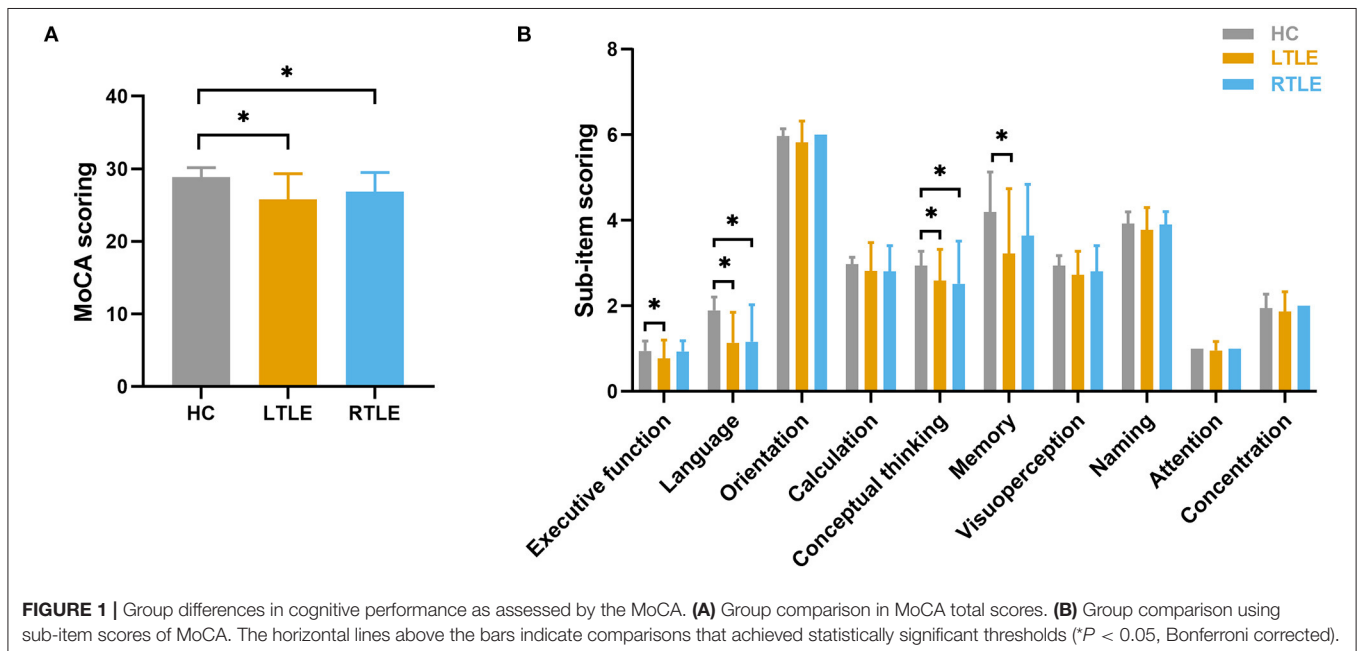 A
MoCA scoring
40
30
20
10
0
*
*
HC
LTLE
RTLE
B
HC
LTLE
RTLE
Sub-item scoring
8
6
4
2
0
*
*
*
*
*
*
Executive function
Language
Orientation
Calculation
Conceptual thinking
Memory
Visuoperception
Naming
Attention
Concentration
FIGURE 1 | Group differences in cognitive performance as assessed by the MoCA. (A) Group comparison in MoCA total scores. (B) Group comparison using
sub-item scores of MoCA. The horizontal lines above the bars indicate comparisons that achieved statistically significant thresholds (*P < 0.05, Bonferroni corrected).